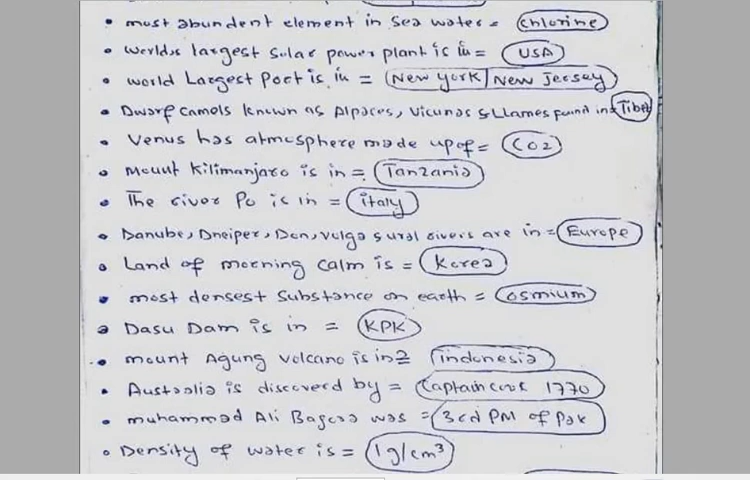 • most abundent element in sea water = chlorine
• worlds largest solar power plant is in = USA
• world Largest Port is in = New york/New Jersey
• Dwarf camels known as Alpaces, vicunas & Llames found in = Tibet
• Venus has atmosphere made up of = CO2
• Mount Kilimanjaro is in = Tanzania
• The river Po is in = italy
• Danube, Dneiper, Don, volga & ural rivers are in = Europe
• Land of morning calm is = Korea
• most densest substance on earth = osmium
• Dasu Dam is in = KPK
• mount Agung volcano is in = indonesia
• Australia is discoverd by = Captain cook 1770
• muhammad Ali Bagora was = 3rd PM of Pak
• Density of water is = 1g/cm³